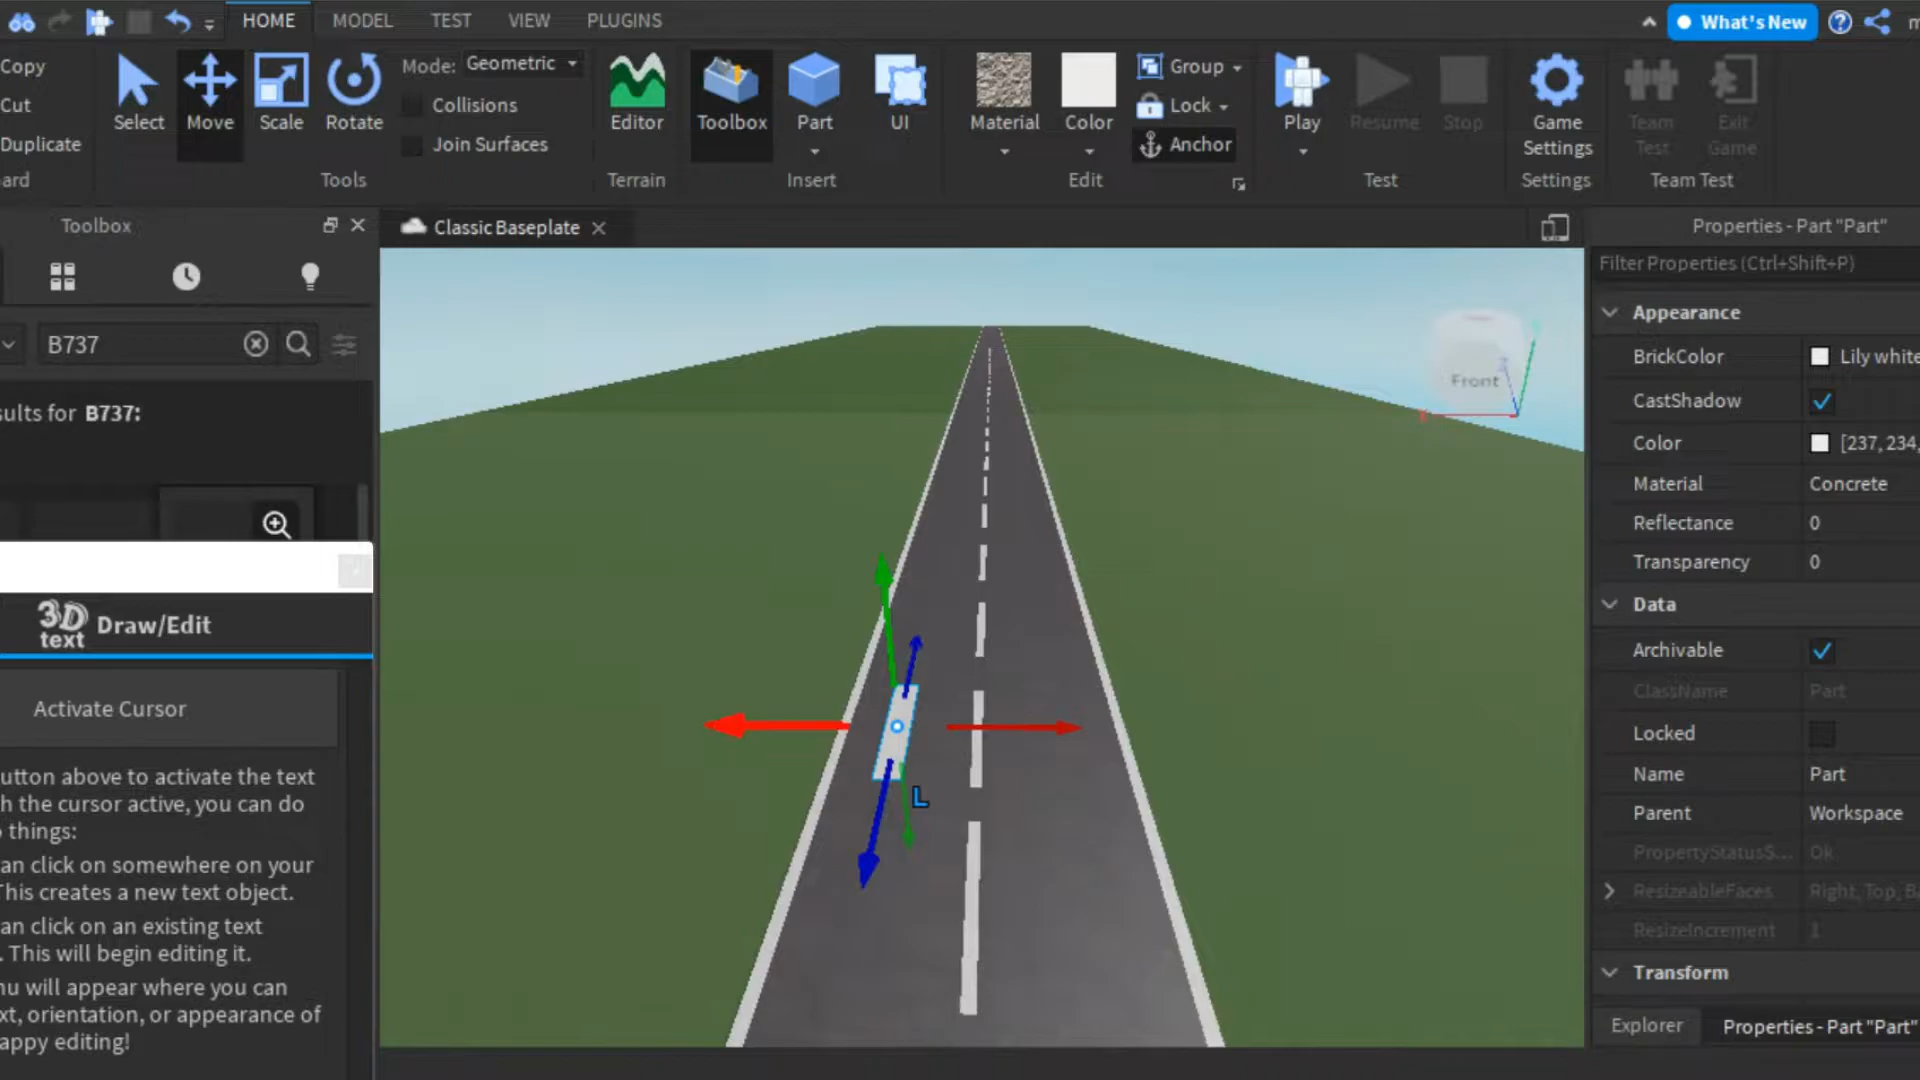 HOME
MODEL
TEST
VIEW
PLUGINS
What's New
Copy
Cut
Duplicate
Select
Move
Scale
Rotate
Mode: Geometric
Collisions
Join Surfaces
Tools
Editor
Terrain
Toolbox
Part
UI
Insert
Material
Color
Group
Lock
Anchor
Edit
Play
Resume
Stop
Test
Game
Settings
Settings
Team
Test
Exit
Game
Team Test
Toolbox
B737
sults for B737:
3D
text
Draw/Edit
Activate Cursor
utton above to activate the text
h the cursor active, you can do
things:
an click on somewhere on your
This creates a new text object.
an click on an existing text
. This will begin editing it.
nu will appear where you can
xt, orientation, or appearance of
appy editing!
Classic Baseplate
Front
L
Properties - Part "Part"
Filter Properties (Ctrl+Shift+P)
Appearance
BrickColor Lily white
CastShadow
Color [237, 234,
Material Concrete
Reflectance 0
Transparency 0
Data
Archivable
ClassName Part
Locked
Name Part
Parent Workspace
PropertyStatusS... Ok
ResizeableFaces Right, Top, Ba
ResizeIncrement 1
Transform
Explorer
Properties - Part "Part"